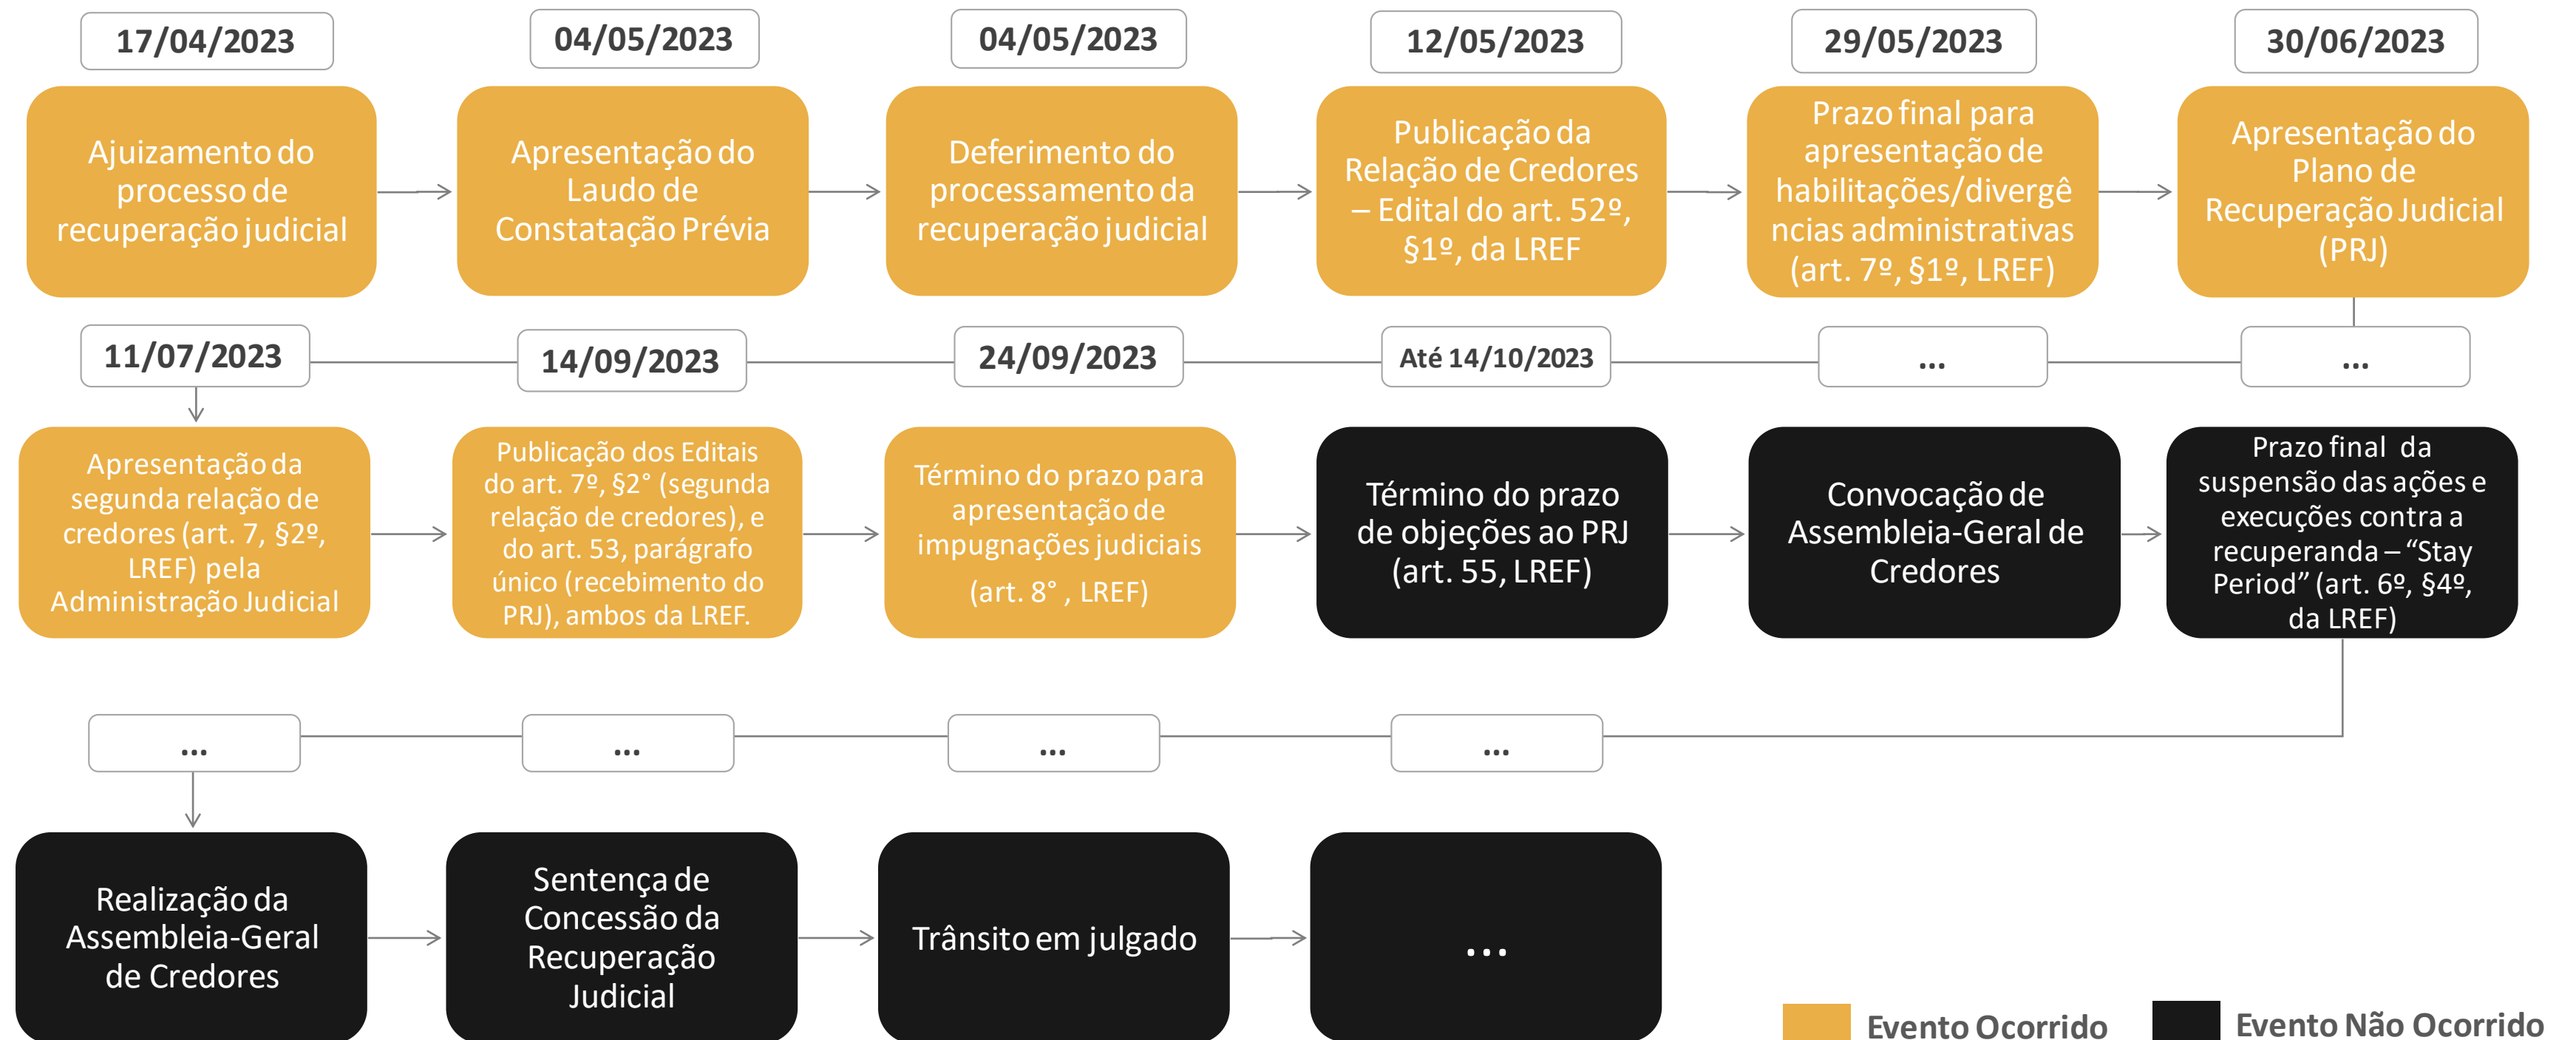 17/04/2023
04/05/2023
04/05/2023
12/05/2023
29/05/2023
30/06/2023
Ajuizamento do
processo de
recuperação judicial
Apresentação do
Laudo de
Constatação Prévia
Deferimento do
processamento da
recuperação judicial
Publicação da
Relação de Credores
– Edital do art. 52º,
§1º, da LREF
Prazo final para
apresentação de
habilitações/divergê
ncias administrativas
(art. 7º, §1º, LREF)
Apresentação do
Plano de
Recuperação Judicial
(PRJ)
11/07/2023
14/09/2023
24/09/2023
Até 14/10/2023
...
...
Apresentação da
segunda relação de
credores (art. 7, §2º,
LREF) pela
Administração Judicial
Publicação dos Editais
do art. 7º, §2° (segunda
relação de credores), e
do art. 53, parágrafo
único (recebimento do
PRJ), ambos da LREF.
Término do prazo para
apresentação de
impugnações judiciais
(art. 8° , LREF)
Término do prazo
de objeções ao PRJ
(art. 55, LREF)
Convocação de
Assembleia-Geral de
Credores
Prazo final da
suspensão das ações e
execuções contra a
recuperanda – “Stay
Period” (art. 6º, §4º,
da LREF)
...
...
...
...
Realização da
Assembleia-Geral
de Credores
Sentença de
Concessão da
Recuperação
Judicial
Trânsito em julgado
...
Evento Ocorrido
Evento Não Ocorrido